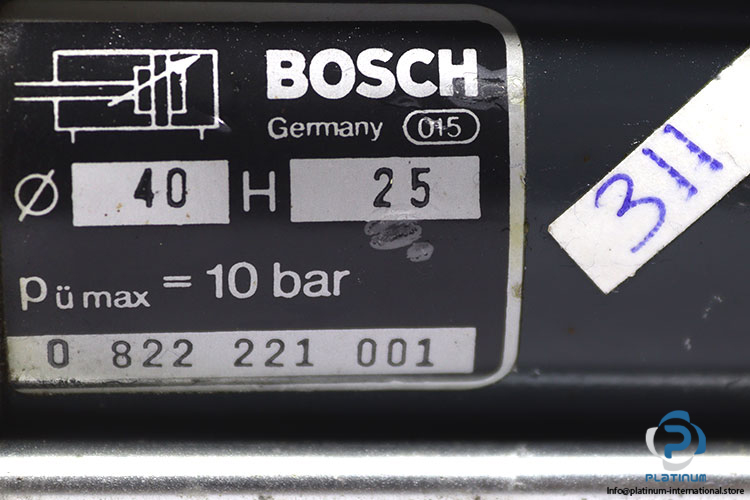 BOSCH
Germany 015
Ø 40 H 25
pü max = 10 bar
0 822 221 001
311
PLATINUM
Info@platinum-international.store